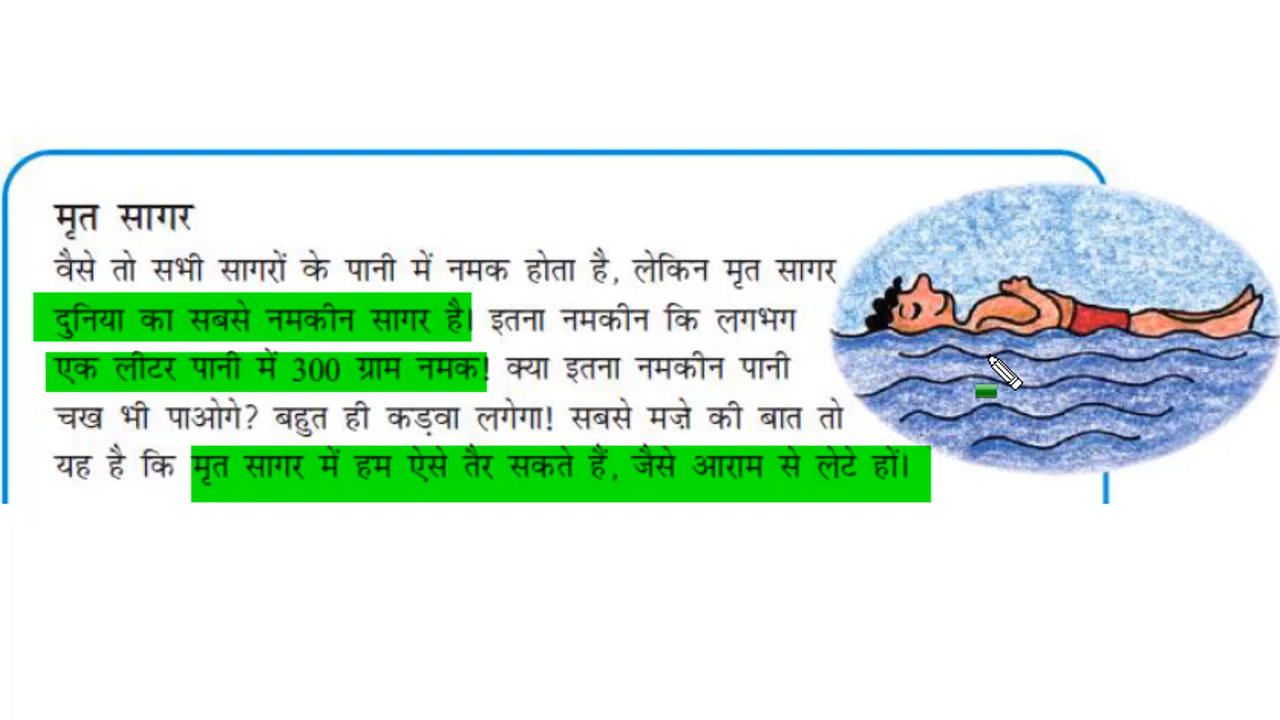 मृत सागर
वैसे तो सभी सागरों के पानी में नमक होता है, लेकिन मृत सागर
दुनिया का सबसे नमकीन सागर है। इतना नमकीन कि लगभग
एक लीटर पानी में 300 ग्राम नमक! क्या इतना नमकीन पानी
चख भी पाओगे? बहुत ही कड़वा लगेगा! सबसे मज़े की बात तो
यह है कि मृत सागर में हम ऐसे तैर सकते हैं, जैसे आराम से लेटे हों।